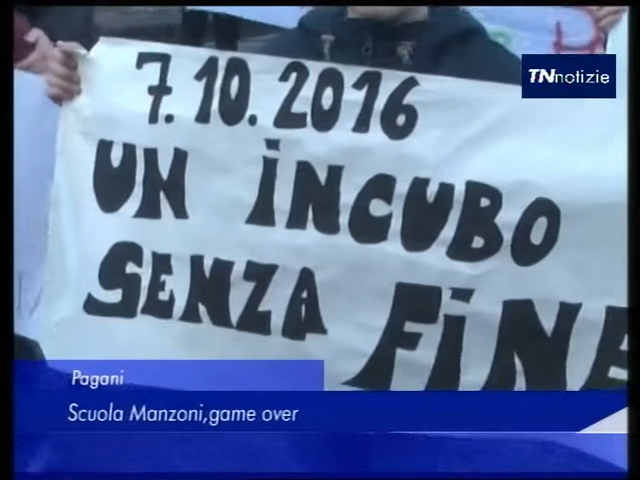 TNnotizie
7.10.2016
UN INCUBO
SENZA FINE
Pagani
Scuola Manzoni,game over